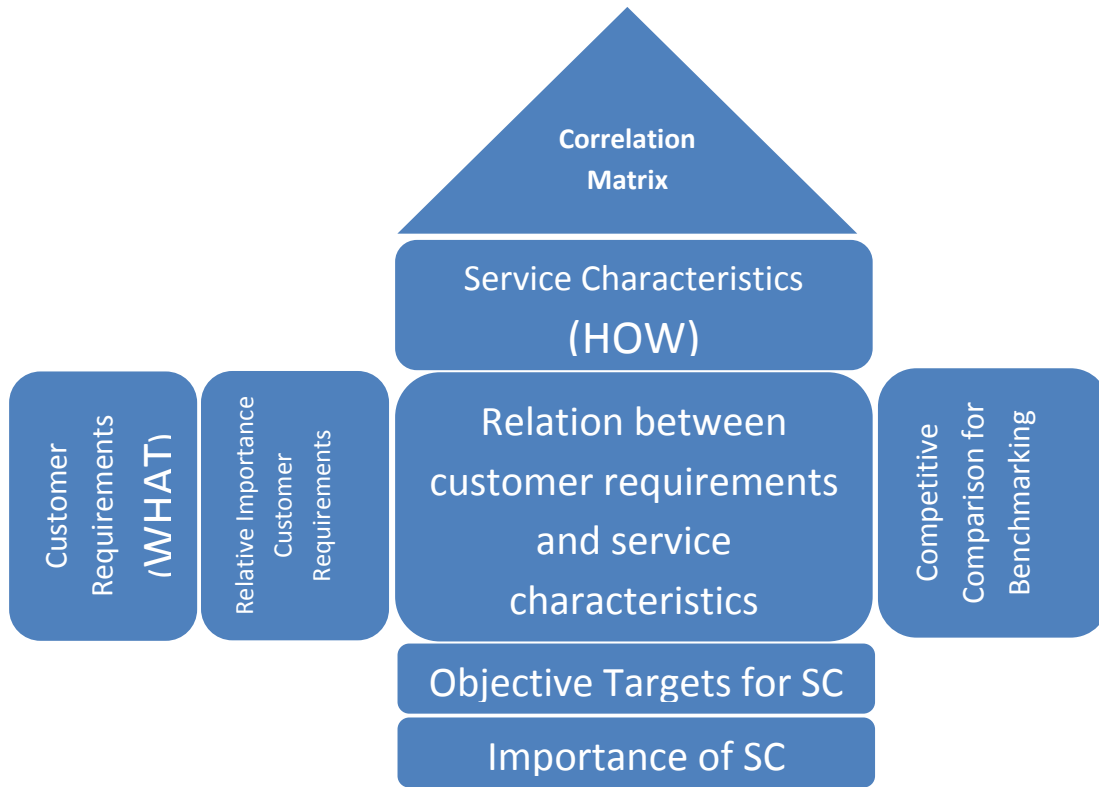 Correlation
Matrix
Service Characteristics
(HOW)
Customer
Requirements
(WHAT)
Relative Importance
Customer
Requirements
Relation between
customer requirements
and service
characteristics
Competitive
Comparison for
Benchmarking
Objective Targets for SC
Importance of SC